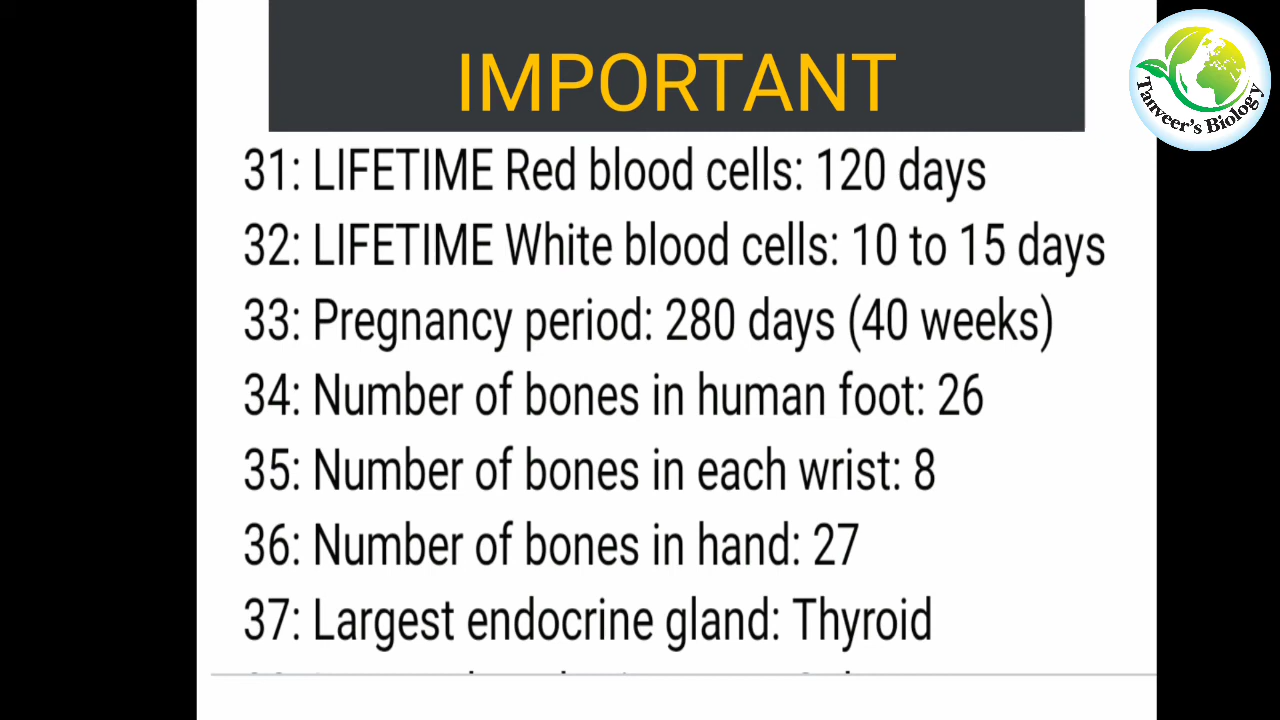 IMPORTANT
Tanveer's Biology
31: LIFETIME Red blood cells: 120 days
32: LIFETIME White blood cells: 10 to 15 days
33: Pregnancy period: 280 days (40 weeks)
34: Number of bones in human foot: 26
35: Number of bones in each wrist: 8
36: Number of bones in hand: 27
37: Largest endocrine gland: Thyroid